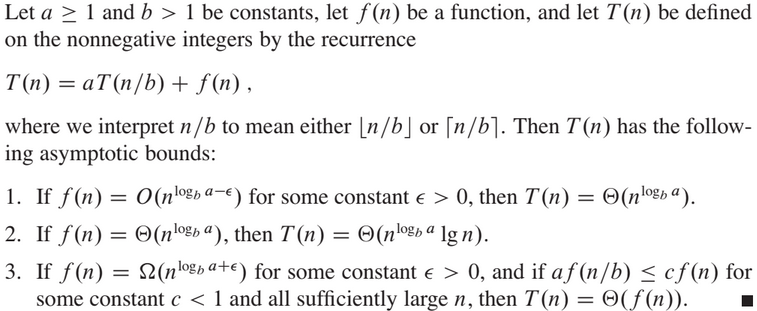 Let a ≥ 1 and b > 1 be constants, let f(n) be a function, and let T(n) be defined
on the nonnegative integers by the recurrence
T(n) = aT(n/b) + f(n) ,
where we interpret n/b to mean either ⌊n/b⌋ or ⌈n/b⌉. Then T(n) has the follow-
ing asymptotic bounds:
1. If f(n) = O(n^{log_b a−ϵ}) for some constant ϵ > 0, then T(n) = Θ(n^{log_b a}).
2. If f(n) = Θ(n^{log_b a}), then T(n) = Θ(n^{log_b a} lg n).
3. If f(n) = Ω(n^{log_b a+ϵ}) for some constant ϵ > 0, and if af(n/b) ≤ cf(n) for
some constant c < 1 and all sufficiently large n, then T(n) = Θ(f(n)). ■